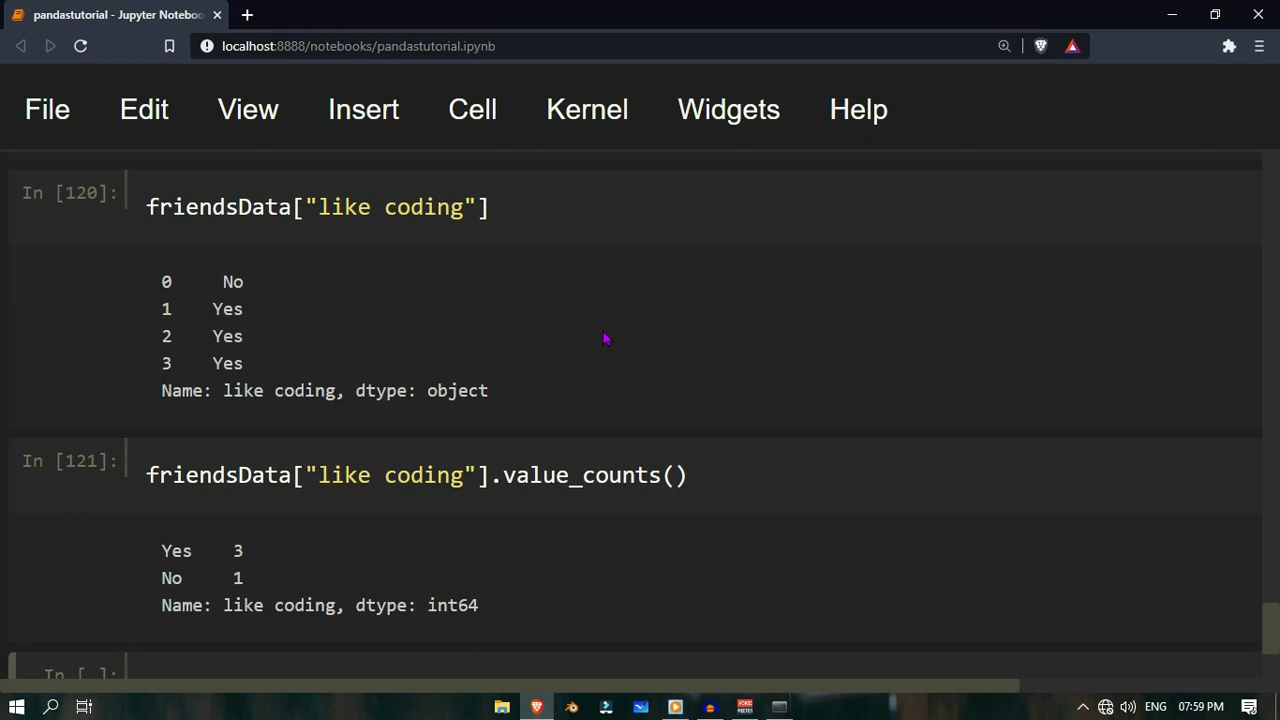 pandastutorial - Jupyter Noteboo
localhost:8888/notebooks/pandastutorial.ipynb
File Edit View Insert Cell Kernel Widgets Help
In [120]: friendsData["like coding"]
0 No
1 Yes
2 Yes
3 Yes
Name: like coding, dtype: object
In [121]: friendsData["like coding"].value_counts()
Yes 3
No 1
Name: like coding, dtype: int64
In [ ]:
ENG 07:59 PM